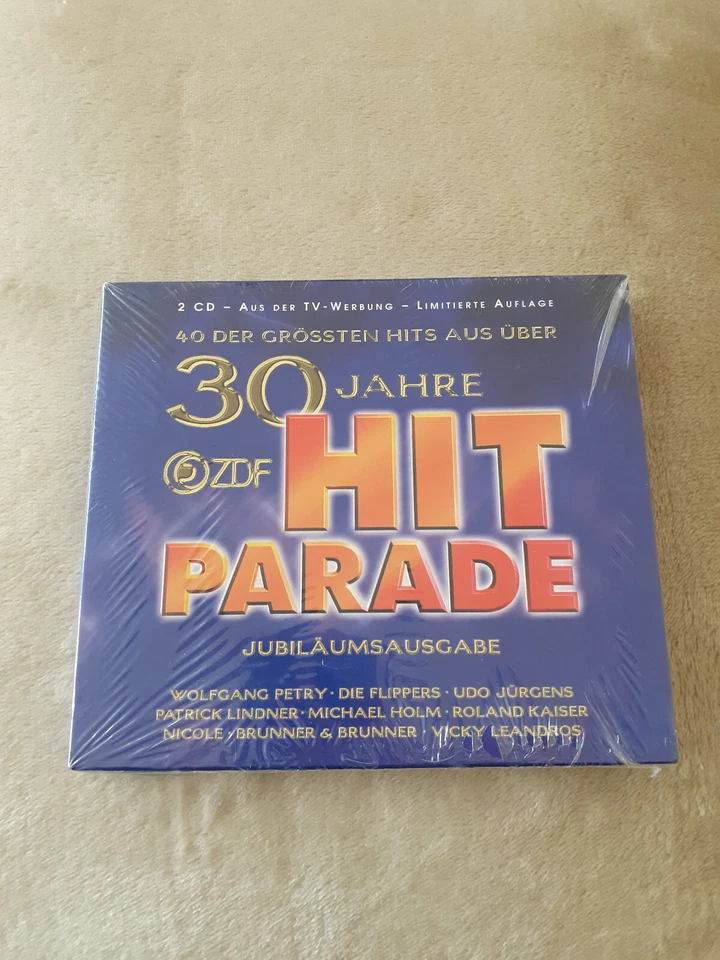 2 CD – Aus der TV-Werbung – Limitierte Auflage
40 DER GRÖSSTEN HITS AUS ÜBER
30 JAHRE
ZDF HIT
PARADE
JUBILÄUMSAUSGABE
WOLFGANG PETRY · DIE FLIPPERS · UDO JÜRGENS
PATRICK LINDNER · MICHAEL HOLM · ROLAND KAISER
NICOLE · BRUNNER & BRUNNER · VICKY LEANDROS